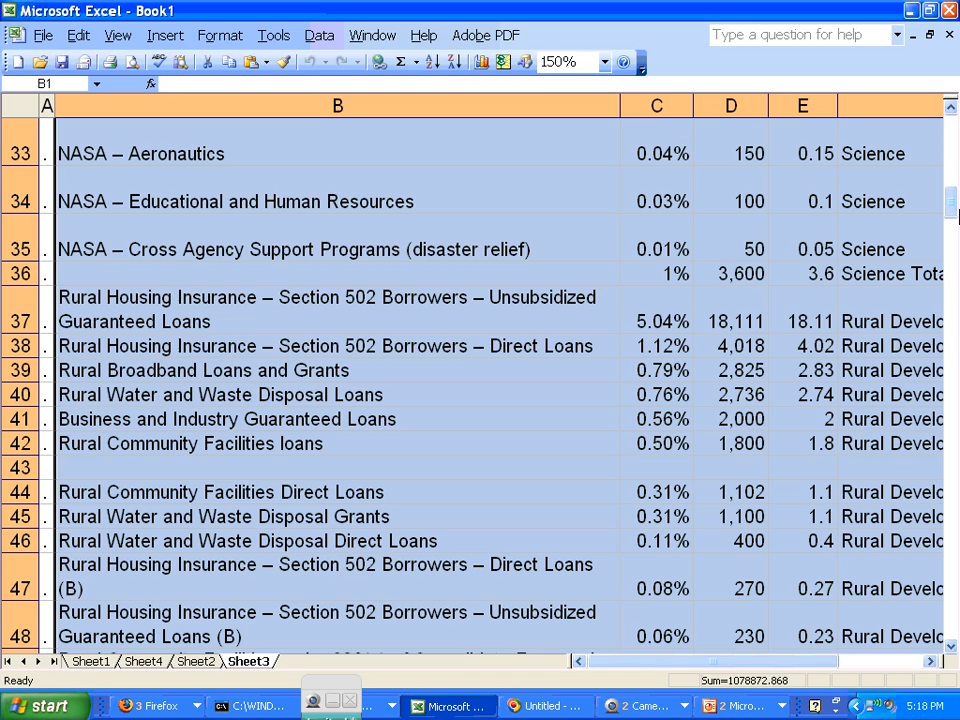 Microsoft Excel - Book1
File Edit View Insert Format Tools Data Window Help Adobe PDF Type a question for help
150%
B1 fx
A B C D E
33 . NASA – Aeronautics 0.04% 150 0.15 Science
34 . NASA – Educational and Human Resources 0.03% 100 0.1 Science
35 . NASA – Cross Agency Support Programs (disaster relief) 0.01% 50 0.05 Science
36 . 1% 3,600 3.6 Science Tota
Rural Housing Insurance – Section 502 Borrowers – Unsubsidized
37 . Guaranteed Loans 5.04% 18,111 18.11 Rural Develo
38 . Rural Housing Insurance – Section 502 Borrowers – Direct Loans 1.12% 4,018 4.02 Rural Develo
39 . Rural Broadband Loans and Grants 0.79% 2,825 2.83 Rural Develo
40 . Rural Water and Waste Disposal Loans 0.76% 2,736 2.74 Rural Develo
41 . Business and Industry Guaranteed Loans 0.56% 2,000 2 Rural Develo
42 . Rural Community Facilities loans 0.50% 1,800 1.8 Rural Develo
43 .
44 . Rural Community Facilities Direct Loans 0.31% 1,102 1.1 Rural Develo
45 . Rural Water and Waste Disposal Grants 0.31% 1,100 1.1 Rural Develo
46 . Rural Water and Waste Disposal Direct Loans 0.11% 400 0.4 Rural Develo
Rural Housing Insurance – Section 502 Borrowers – Direct Loans
47 . (B) 0.08% 270 0.27 Rural Develo
Rural Housing Insurance – Section 502 Borrowers – Unsubsidized
48 . Guaranteed Loans (B) 0.06% 230 0.23 Rural Develo
Sheet1 Sheet4 Sheet2 Sheet3
Ready Sum=1078872.868
start 3 Firefox C:\WIND... Microsoft ... Untitled - ... 2 Came... 2 Micro... 5:18 PM